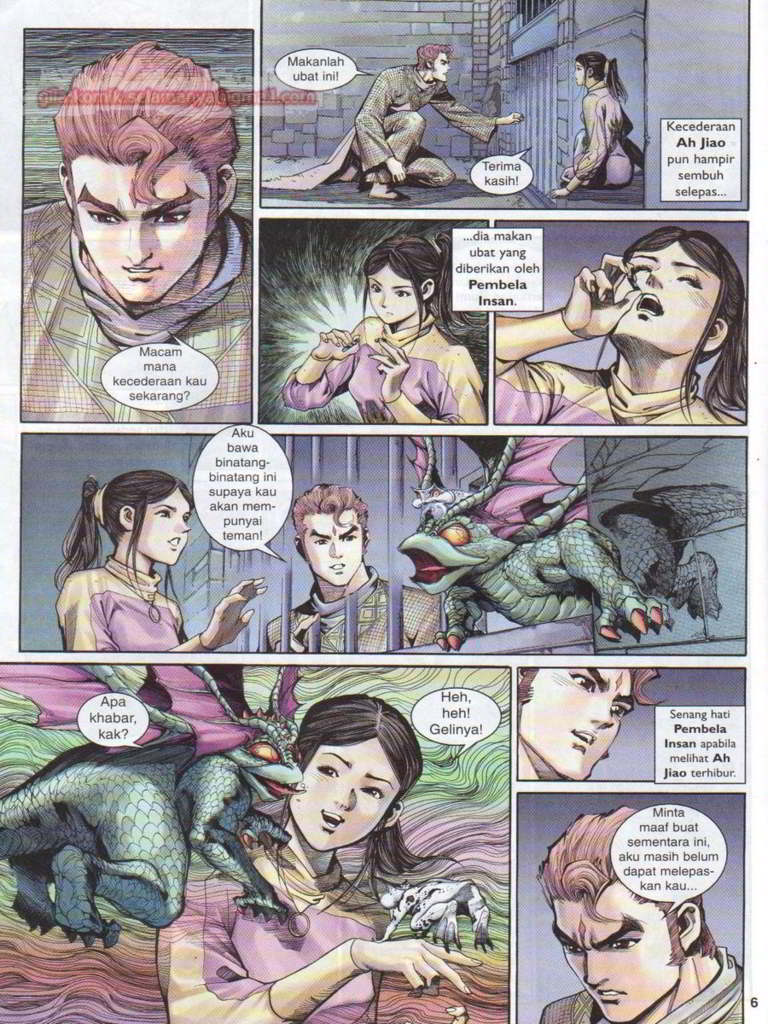 Makanlah
ubat ini!
Terima
kasih!
Kecederaan
Ah Jiao
pun hampir
sembuh
selepas...
Macam
mana
kecederaan kau
sekarang?
...dia makan
ubat yang
diberikan oleh
Pembela
Insan.
Aku
bawa
binatang-
binatang ini
supaya kau
akan mem-
punyai
teman!
Apa
khabar,
kak?
Heh,
heh!
Gelinya!
Senang hati
Pembela
Insan apabila
melihat Ah
Jiao terhibur.
Minta
maaf buat
sementara ini,
aku masih belum
dapat melepas-
kan kau...
6